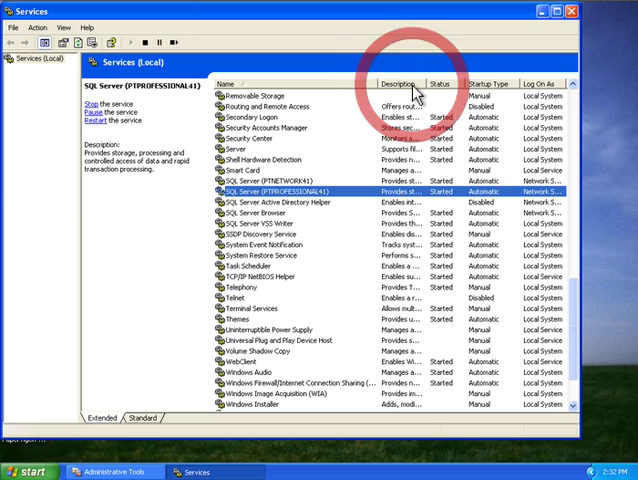 Services
File Action View Help
Services (Local)
Services (Local)
SQL Server (PTPROFESSIONAL41)
Stop the service
Pause the service
Restart the service
Description:
Provides storage, processing and
controlled access of data and rapid
transaction processing.
Name Description Status Startup Type Log On As
Removable Storage Manual Local System
Routing and Remote Access Offers rout... Disabled Local System
Secondary Logon Enables st... Started Automatic Local System
Security Accounts Manager Stores sec... Started Automatic Local System
Security Center Monitors s... Started Automatic Local System
Server Supports fil... Started Automatic Local System
Shell Hardware Detection Provides n... Started Automatic Local System
Smart Card Manages a... Manual Local Service
SQL Server (PTNETWORK41) Provides st... Started Automatic Network S...
SQL Server (PTPROFESSIONAL41) Provides st... Started Automatic Network S...
SQL Server Active Directory Helper Enables int... Disabled Network S...
SQL Server Browser Provides S... Started Automatic Network S...
SQL Server VSS Writer Provides th... Started Automatic Local System
SSDP Discovery Service Enables dis... Started Manual Local Service
System Event Notification Tracks syst... Started Automatic Local System
System Restore Service Performs s... Started Automatic Local System
Task Scheduler Enables a ... Started Automatic Local System
TCP/IP NetBIOS Helper Enables su... Started Automatic Local Service
Telephony Provides T... Started Manual Local System
Telnet Enables a r... Disabled Local System
Terminal Services Allows mult... Started Manual Local System
Themes Provides u... Started Automatic Local System
Uninterruptible Power Supply Manages a... Manual Local Service
Universal Plug and Play Device Host Provides s... Manual Local Service
Volume Shadow Copy Manages a... Manual Local System
WebClient Enables Wi... Started Automatic Local Service
Windows Audio Manages a... Started Automatic Local System
Windows Firewall/Internet Connection Sharing (... Provides n... Started Automatic Local System
Windows Image Acquisition (WIA) Provides im... Manual Local System
Windows Installer Adds, modi... Manual Local System
Extended Standard
start Administrative Tools Services 2:32 PM